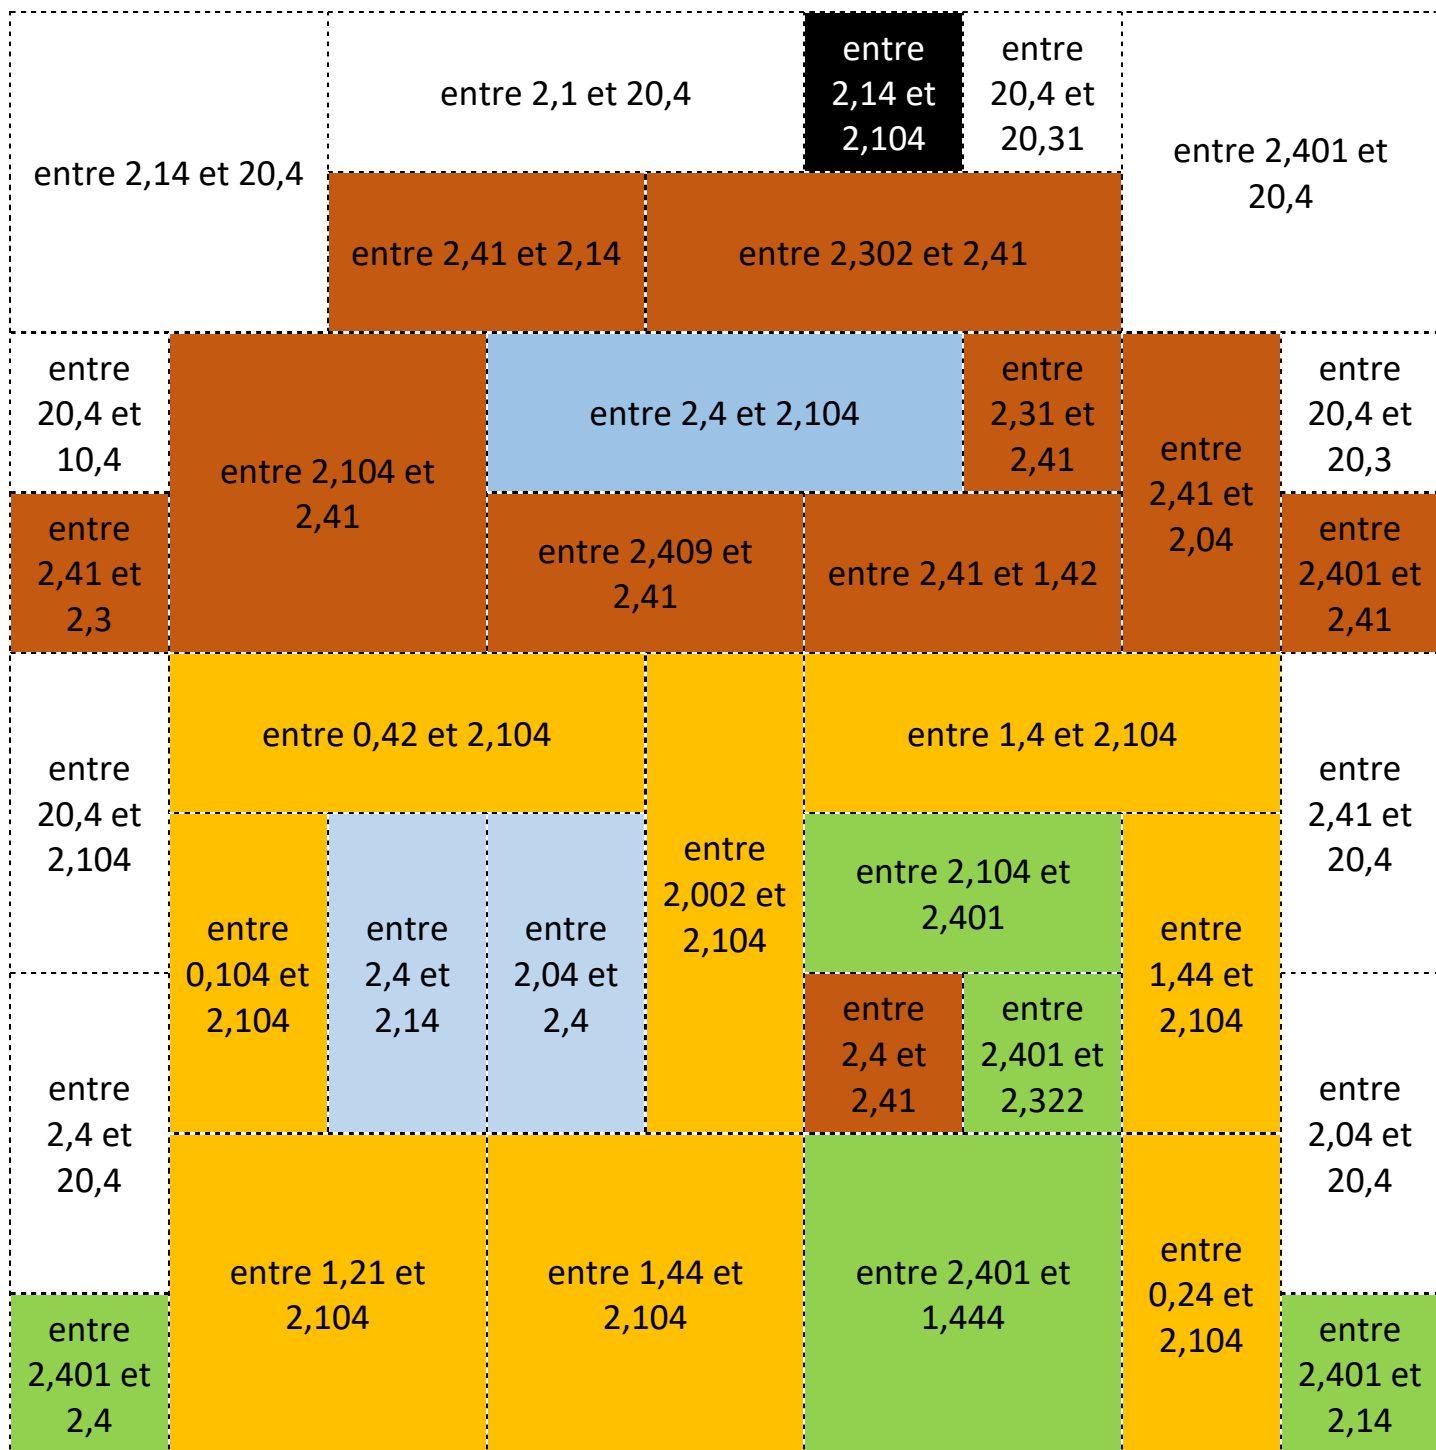 entre 2,14 et 20,4
entre 2,1 et 20,4
entre
2,14 et
2,104
entre
20,4 et
20,31
entre 2,401 et
20,4
entre 2,41 et 2,14
entre 2,302 et 2,41
entre
20,4 et
10,4
entre 2,104 et
2,41
entre 2,4 et 2,104
entre
2,31 et
2,41
entre
2,41 et
2,04
entre
20,4 et
20,3
entre
2,41 et
2,3
entre 2,409 et
2,41
entre 2,41 et 1,42
entre
2,401 et
2,41
entre
20,4 et
2,104
entre 0,42 et 2,104
entre
2,002 et
2,104
entre 1,4 et 2,104
entre
2,41 et
20,4
entre
0,104 et
2,104
entre
2,4 et
2,14
entre
2,04 et
2,4
entre 2,104 et
2,401
entre
1,44 et
2,104
entre
2,4 et
20,4
entre
2,4 et
2,41
entre
2,401 et
2,322
entre
2,04 et
20,4
entre 1,21 et
2,104
entre 1,44 et
2,104
entre 2,401 et
1,444
entre
0,24 et
2,104
entre
2,401 et
2,4
entre
2,401 et
2,14